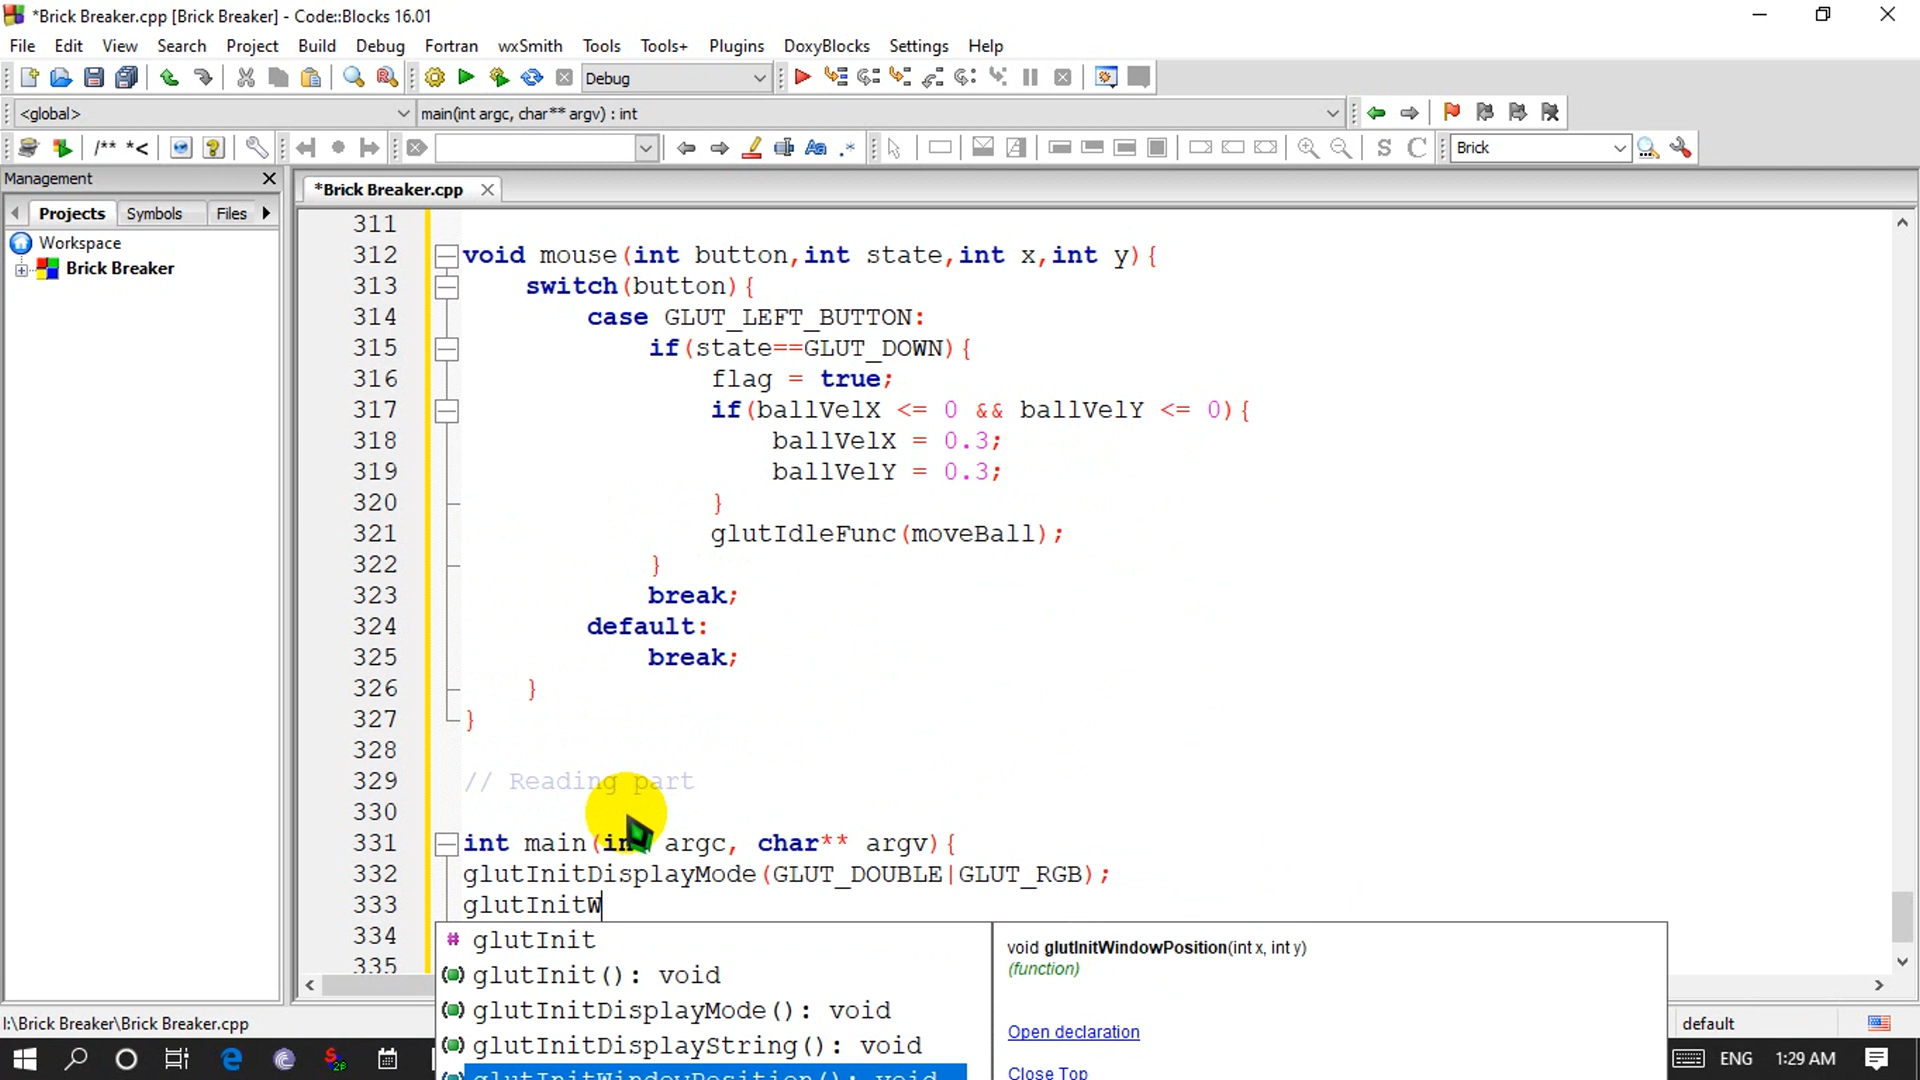 *Brick Breaker.cpp [Brick Breaker] - Code::Blocks 16.01
File Edit View Search Project Build Debug Fortran wxSmith Tools Tools+ Plugins DoxyBlocks Settings Help
Debug
<global> main(int argc, char** argv) : int
/** *< Aa .* S C Brick
Management
*Brick Breaker.cpp
Projects Symbols Files
Workspace
Brick Breaker
311
312 void mouse(int button,int state,int x,int y){
313 switch(button){
314 case GLUT_LEFT_BUTTON:
315 if(state==GLUT_DOWN){
316 flag = true;
317 if(ballVelX <= 0 && ballVelY <= 0){
318 ballVelX = 0.3;
319 ballVelY = 0.3;
320 }
321 glutIdleFunc(moveBall);
322 }
323 break;
324 default:
325 break;
326 }
327 }
328
329 // Reading part
330
331 int main(in argc, char** argv){
332 glutInitDisplayMode(GLUT_DOUBLE|GLUT_RGB);
333 glutInitW
334
335
# glutInit
glutInit(): void
glutInitDisplayMode(): void
glutInitDisplayString(): void
glutInitWindowPosition(): void
void glutInitWindowPosition(int x, int y)
(function)
Open declaration
Close Top
I:\Brick Breaker\Brick Breaker.cpp
default
ENG 1:29 AM